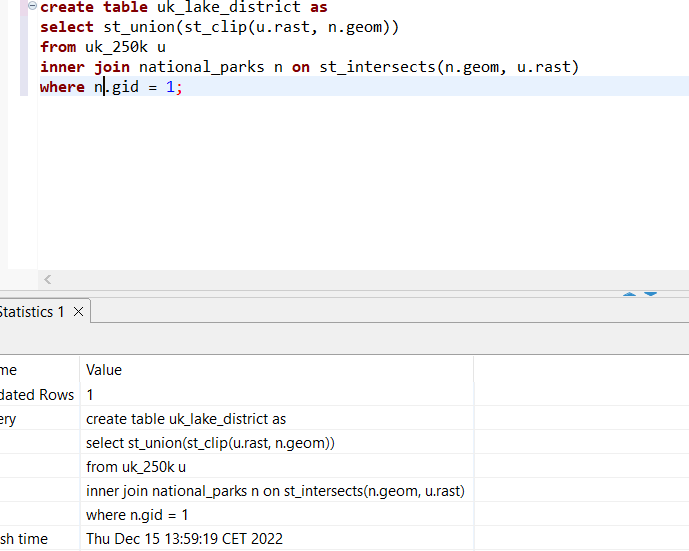 create table uk_lake_district as
select st_union(st_clip(u.rast, n.geom))
from uk_250k u
inner join national_parks n on st_intersects(n.geom, u.rast)
where n.gid = 1;
Statistics 1
me Value
dated Rows 1
ery create table uk_lake_district as
select st_union(st_clip(u.rast, n.geom))
from uk_250k u
inner join national_parks n on st_intersects(n.geom, u.rast)
where n.gid = 1
sh time Thu Dec 15 13:59:19 CET 2022